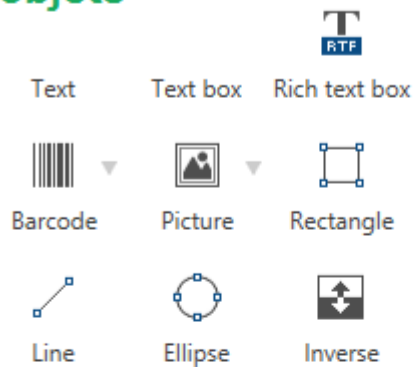 T
RTF
Text Text box Rich text box
Barcode Picture Rectangle
Line Ellipse Inverse